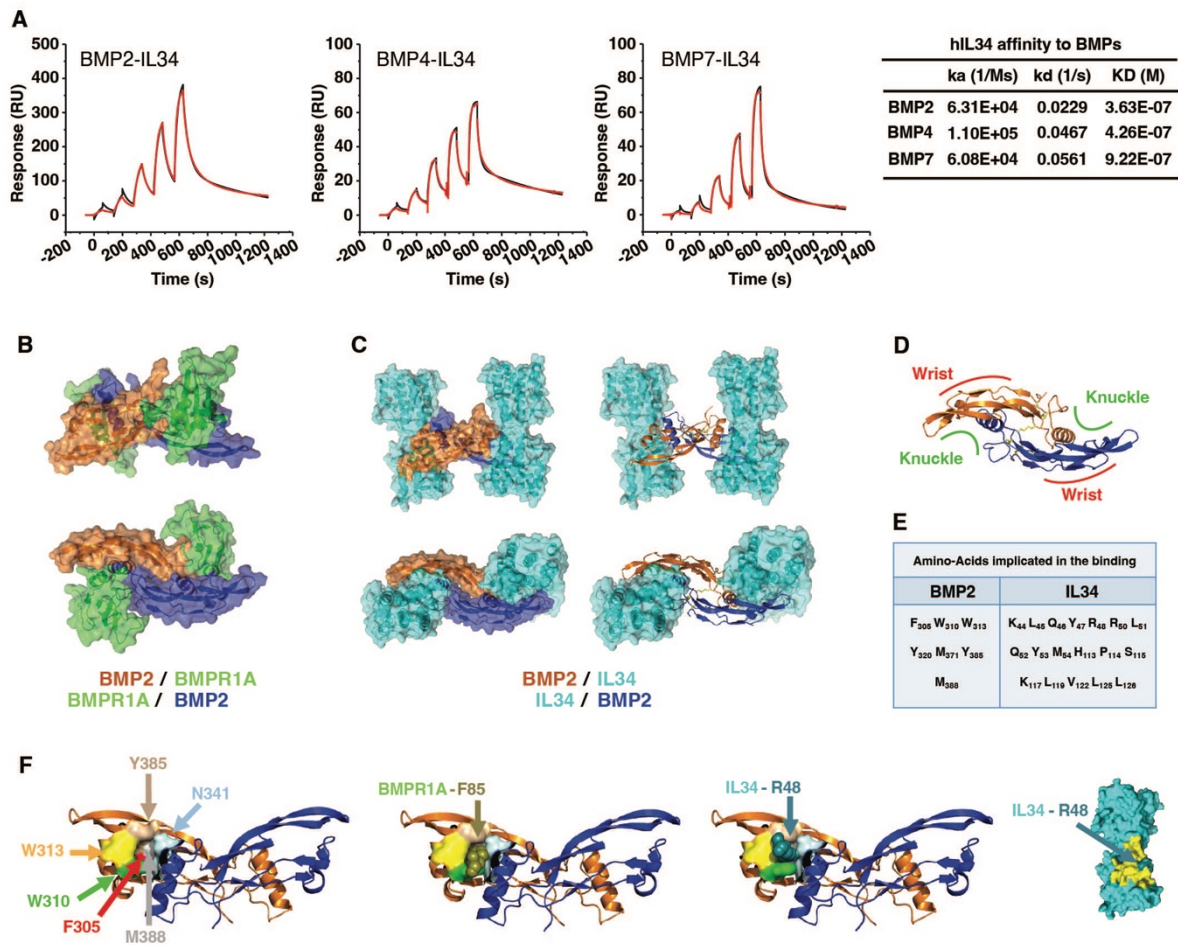 A
BMP2-IL34
Response (RU)
500
400
300
200
100
0
-200
0
200
400
600
800
1000
1200
1400
Time (s)
BMP4-IL34
Response (RU)
100
80
60
40
20
0
-200
0
200
400
600
800
1000
1200
1400
Time (s)
BMP7-IL34
Response (RU)
100
80
60
40
20
0
-200
0
200
400
600
800
1000
1200
1400
Time (s)
hIL34 affinity to BMPs
ka (1/Ms) kd (1/s) KD (M)
BMP2 6.31E+04 0.0229 3.63E-07
BMP4 1.10E+05 0.0467 4.26E-07
BMP7 6.08E+04 0.0561 9.22E-07
B
BMP2 / BMPR1A
BMPR1A / BMP2
C
BMP2 / IL34
IL34 / BMP2
D
Wrist
Knuckle
Knuckle
Wrist
E
Amino-Acids implicated in the binding
BMP2 IL34
F305 W310 W313 K44 L45 Q46 Y47 R48 R50 L51
Y320 M371 Y385 Q52 Y53 M54 H113 P114 S115
M388 K117 L119 V122 L125 L126
F
Y385
N341
W313
W310
F305
M388
BMPR1A - F85
IL34 - R48
IL34 - R48